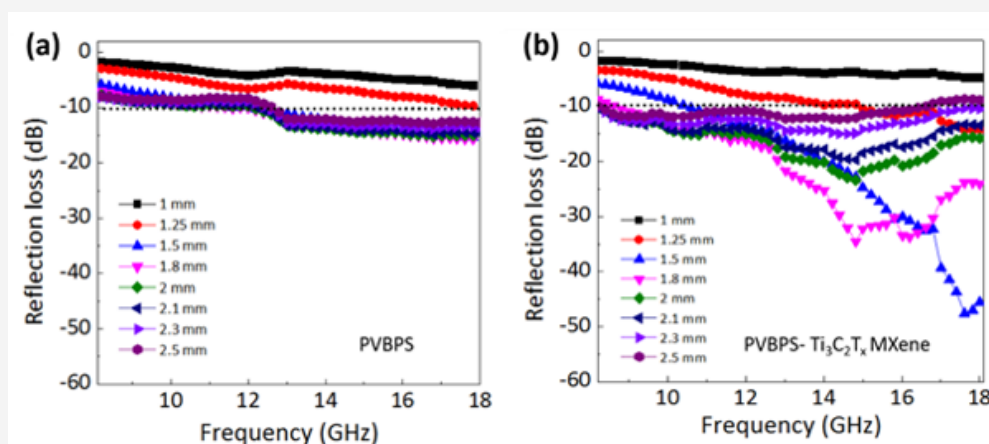 (a)
0
-10
-20
-30
-40
-50
-60
Reflection loss (dB)
1 mm
1.25 mm
1.5 mm
1.8 mm
2 mm
2.1 mm
2.3 mm
2.5 mm
PVBPS
10 12 14 16 18
Frequency (GHz)
(b)
0
-10
-20
-30
-40
-50
-60
Reflection loss (dB)
1 mm
1.25 mm
1.5 mm
1.8 mm
2 mm
2.1 mm
2.3 mm
2.5 mm
PVBPS- Ti₃C₂Tₓ MXene
10 12 14 16 18
Frequency (GHz)